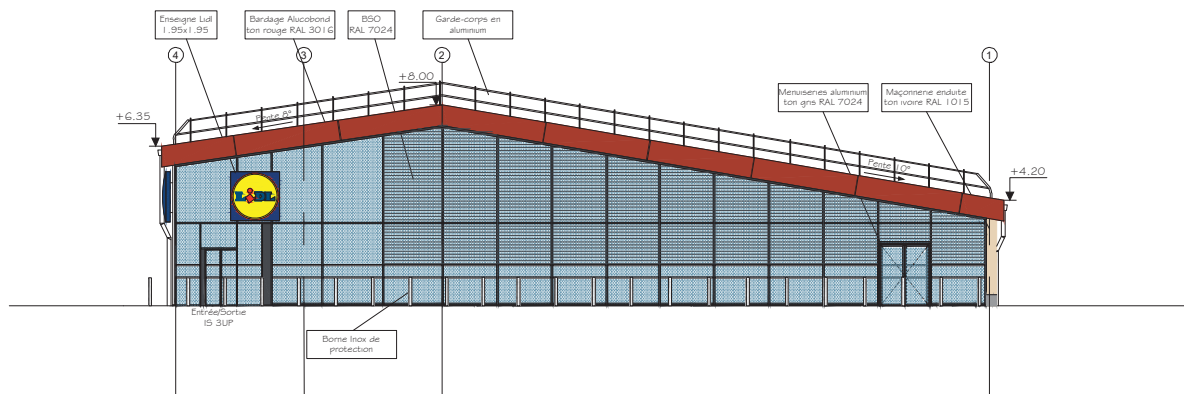 Enseigne Lidl
1.95x1.95
Bardage Alucobond
ton rouge RAL 3016
BSO
RAL 7024
Garde-corps en
aluminium
4
3
2
1
+8.00
Menuiseries aluminium
ton gris RAL 7024
Maçonnerie enduite
ton ivoire RAL 1015
+6.35
Pente 8°
Pente 10°
+4.20
LIDL
Entrée/Sortie
IS 3UP
Borne Inox de
protection